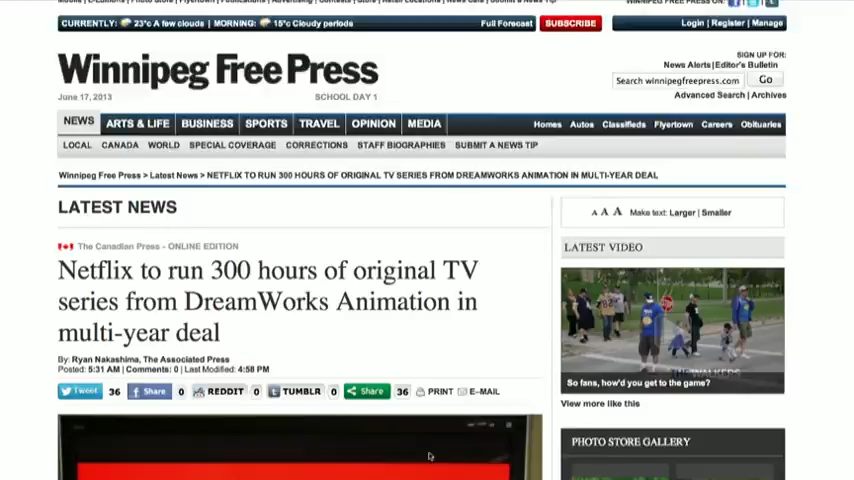 CURRENTLY: 23°C A few clouds | MORNING: 15°C Cloudy periods
Full Forecast
SUBSCRIBE
Login | Register | Manage
Winnipeg Free Press
SIGN UP FOR:
News Alerts|Editor's Bulletin
Search winnipegfreepress.com
Go
Advanced Search | Archives
June 17, 2013
SCHOOL DAY 1
NEWS
ARTS & LIFE
BUSINESS
SPORTS
TRAVEL
OPINION
MEDIA
Homes
Autos
Classifieds
Flyertown
Careers
Obituaries
LOCAL
CANADA
WORLD
SPECIAL COVERAGE
CORRECTIONS
STAFF BIOGRAPHIES
SUBMIT A NEWS TIP
Winnipeg Free Press > Latest News > NETFLIX TO RUN 300 HOURS OF ORIGINAL TV SERIES FROM DREAMWORKS ANIMATION IN MULTI-YEAR DEAL
LATEST NEWS
The Canadian Press - ONLINE EDITION
Netflix to run 300 hours of original TV
series from DreamWorks Animation in
multi-year deal
By: Ryan Nakashima, The Associated Press
Posted: 5:31 AM | Comments: 0 | Last Modified: 4:58 PM
Tweet 36
Share 0
REDDIT 0
TUMBLR 0
Share 36
PRINT
E-MAIL
A A A Make text: Larger | Smaller
LATEST VIDEO
So fans, how'd you get to the game?
View more like this
PHOTO STORE GALLERY